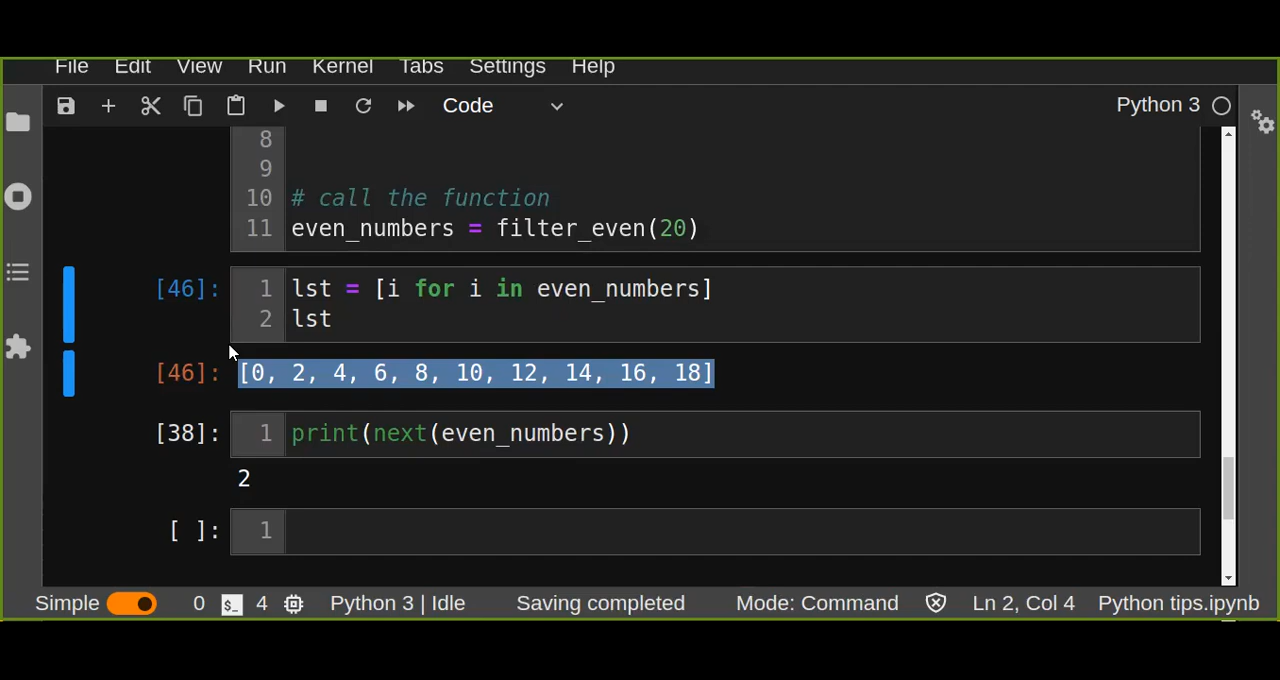 File Edit View Run Kernel Tabs Settings Help
Code Python 3
8
9
10 # call the function
11 even_numbers = filter_even(20)
[46]: 1 lst = [i for i in even_numbers]
2 lst
[46]: [0, 2, 4, 6, 8, 10, 12, 14, 16, 18]
[38]: 1 print(next(even_numbers))
2
[ ]: 1
Simple 0 $_ 4 Python 3 | Idle Saving completed Mode: Command Ln 2, Col 4 Python tips.ipynb